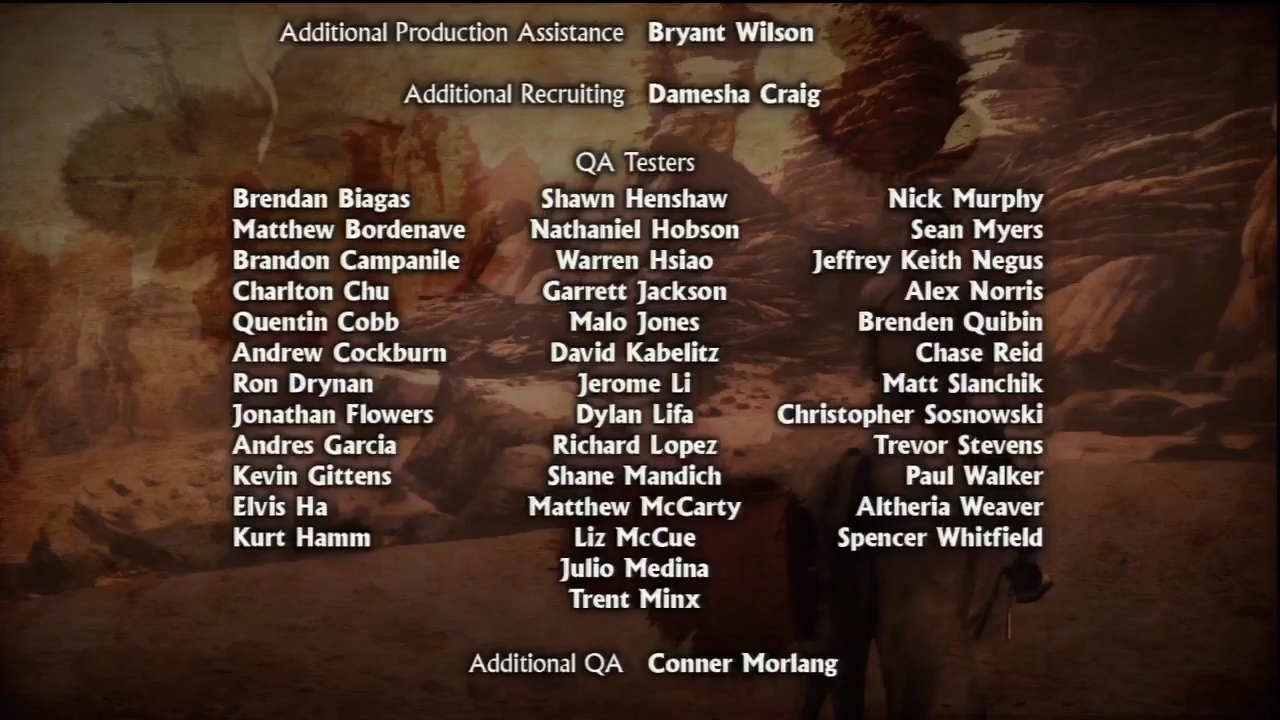 Additional Production Assistance Bryant Wilson
Additional Recruiting Damesha Craig
QA Testers
Brendan Biagas Shawn Henshaw Nick Murphy
Matthew Bordenave Nathaniel Hobson Sean Myers
Brandon Campanile Warren Hsiao Jeffrey Keith Negus
Charlton Chu Garrett Jackson Alex Norris
Quentin Cobb Malo Jones Brenden Quibin
Andrew Cockburn David Kabelitz Chase Reid
Ron Drynan Jerome Li Matt Slanchik
Jonathan Flowers Dylan Lifa Christopher Sosnowski
Andres Garcia Richard Lopez Trevor Stevens
Kevin Gittens Shane Mandich Paul Walker
Elvis Ha Matthew McCarty Altheria Weaver
Kurt Hamm Liz McCue Spencer Whitfield
Julio Medina
Trent Minx
Additional QA Conner Morlang